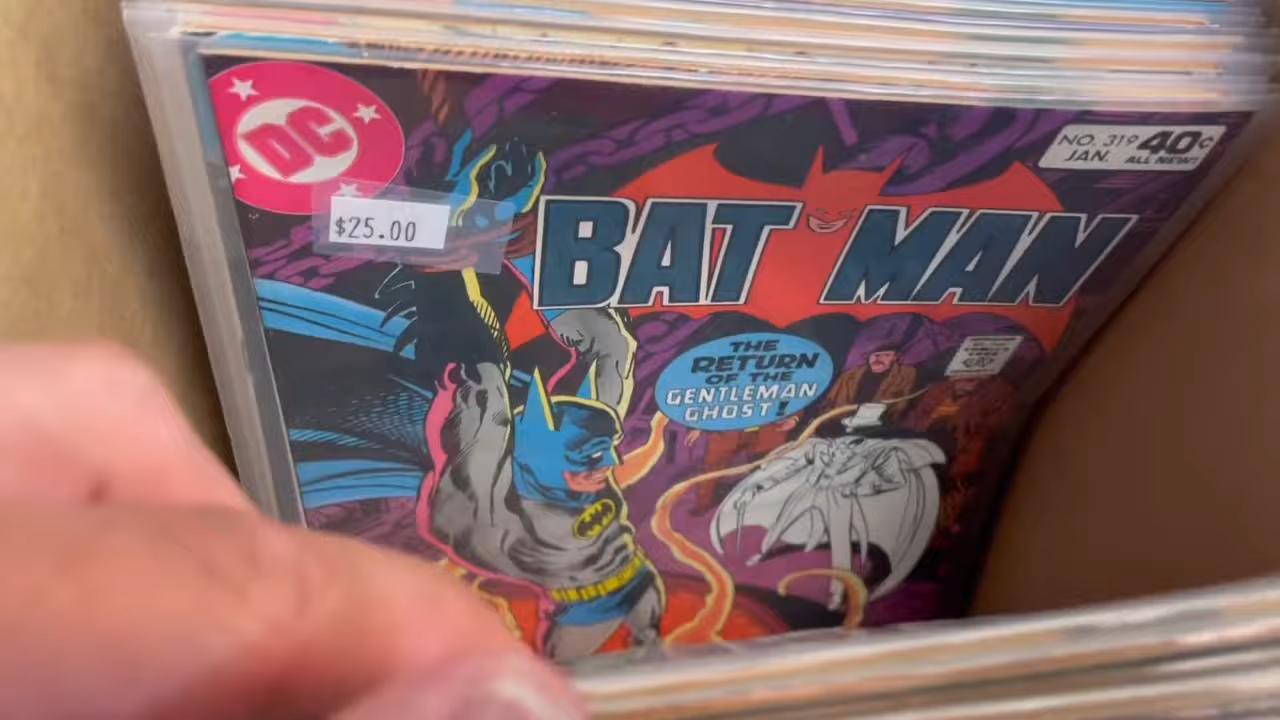 DC
NO. 319 40¢
JAN. ALL NEW!
$25.00
BATMAN
THE
RETURN
OF THE
GENTLEMAN
GHOST!